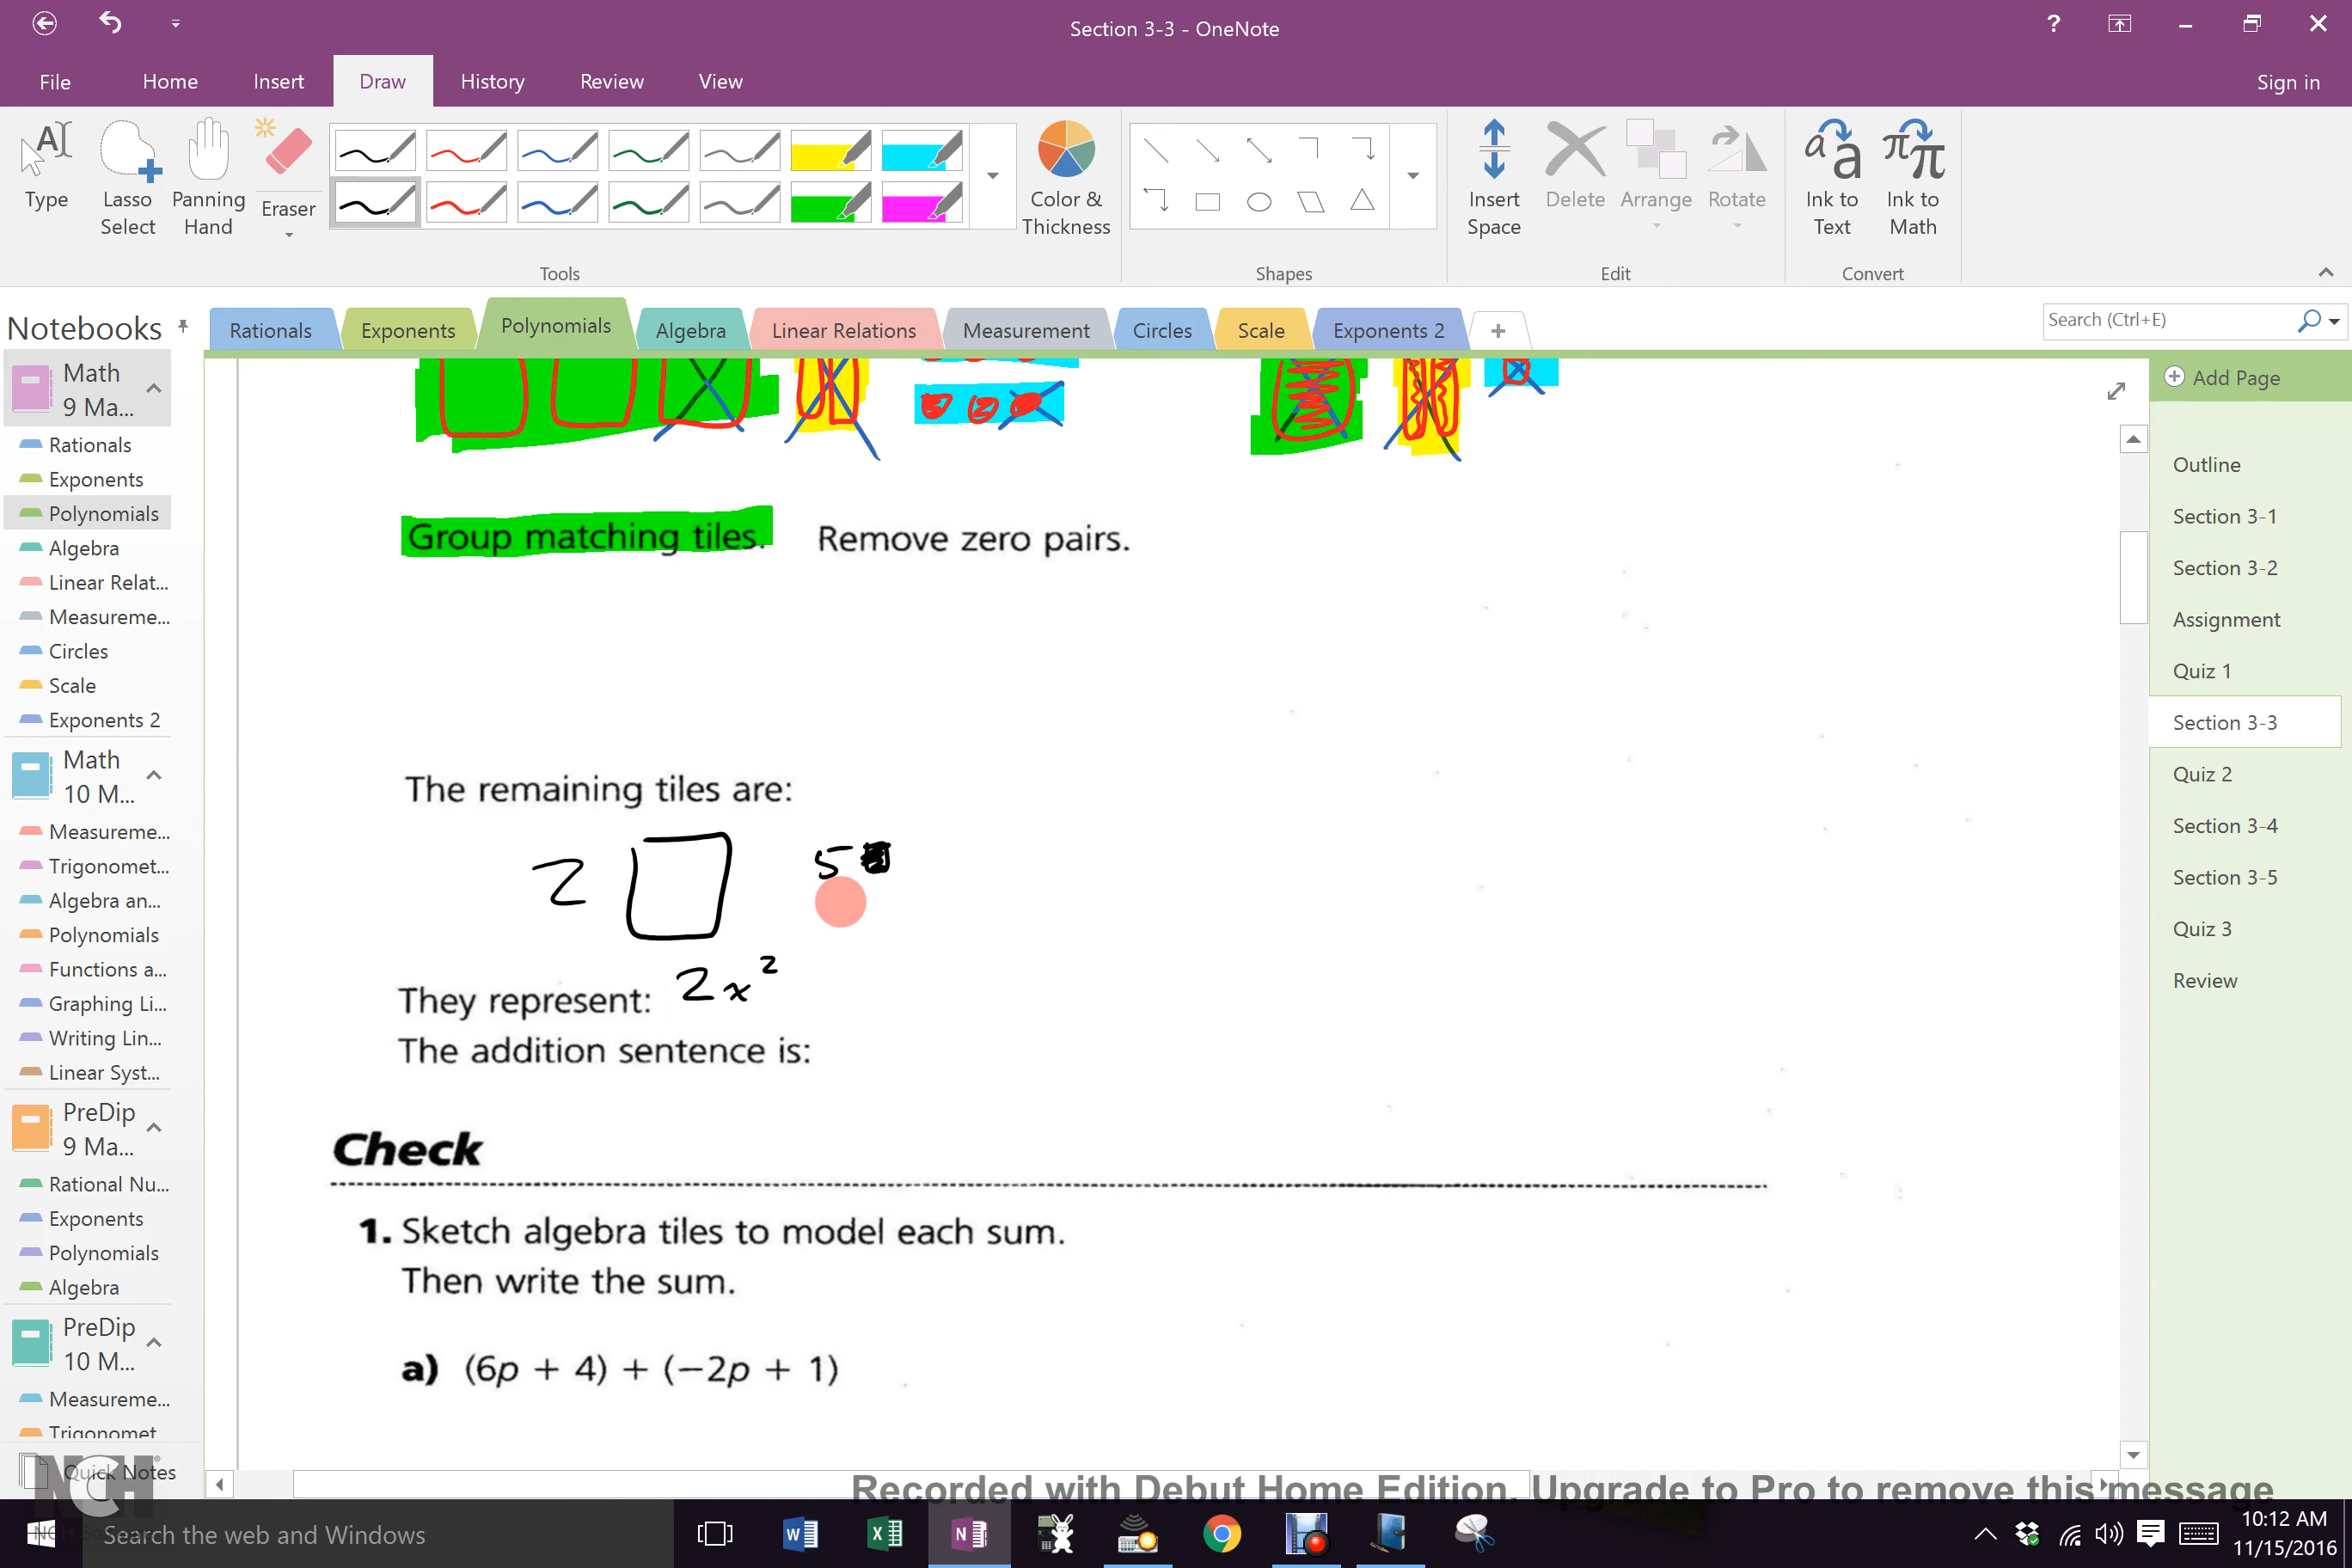 Section 3-3 - OneNote
?
File Home Insert Draw History Review View Sign in
Type
Lasso Select
Panning Hand
Eraser
Color & Thickness
Insert Space
Delete
Arrange
Rotate
Ink to Text
Ink to Math
Tools Shapes Edit Convert
Notebooks
Rationals Exponents Polynomials Algebra Linear Relations Measurement Circles Scale Exponents 2 +
Search (Ctrl+E)
Math
9 Ma...
Rationals
Exponents
Polynomials
Algebra
Linear Relat...
Measureme...
Circles
Scale
Exponents 2
Math
10 M...
Measureme...
Trigonomet...
Algebra an...
Polynomials
Functions a...
Graphing Li...
Writing Lin...
Linear Syst...
PreDip
9 Ma...
Rational Nu...
Exponents
Polynomials
Algebra
PreDip
10 M...
Measureme...
Trigonomet
Quick Notes
Group matching tiles. Remove zero pairs.
The remaining tiles are:
2 5
They represent: 2x²
The addition sentence is:
Check
1. Sketch algebra tiles to model each sum.
Then write the sum.
a) (6p + 4) + (−2p + 1)
Add Page
Outline
Section 3-1
Section 3-2
Assignment
Quiz 1
Section 3-3
Quiz 2
Section 3-4
Section 3-5
Quiz 3
Review
Recorded with Debut Home Edition. Upgrade to Pro to remove this message
NCH
Search the web and Windows
10:12 AM
11/15/2016